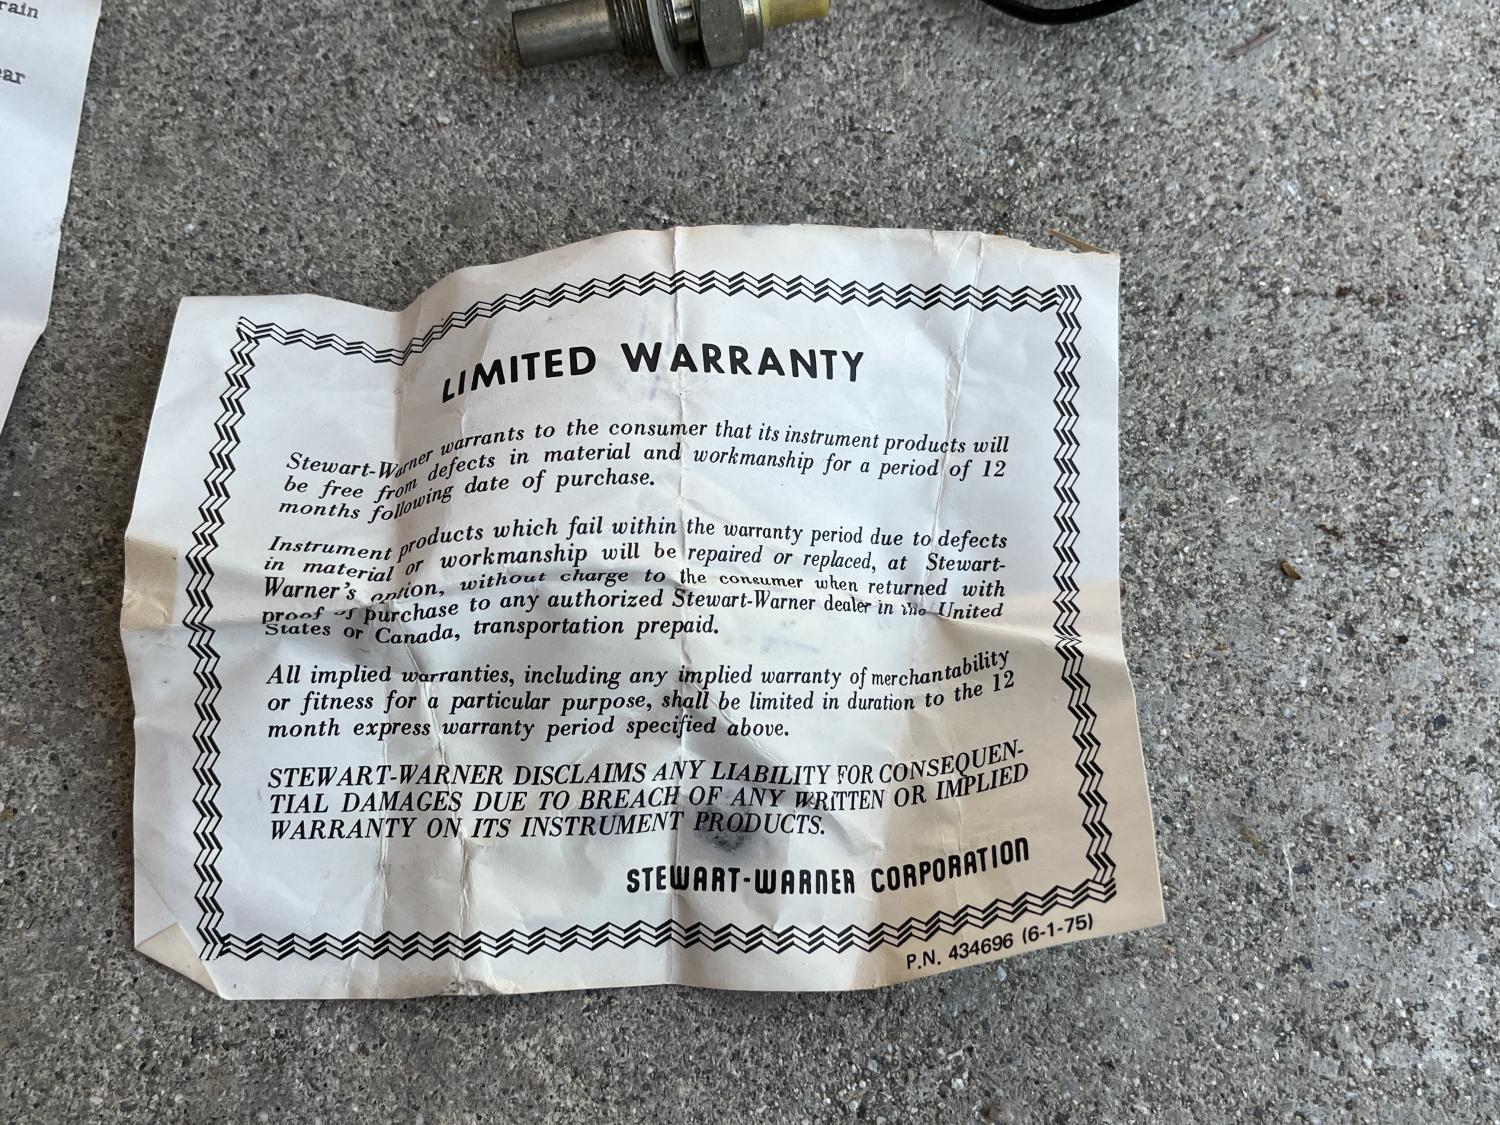 rain
ear
LIMITED WARRANTY
Stewart-Warner warrants to the consumer that its instrument products will
be free from defects in material and workmanship for a period of 12
months following date of purchase.
Instrument products which fail within the warranty period due to defects
in material or workmanship will be repaired or replaced, at Stewart-
Warner's option, without charge to the consumer when returned with
proof of purchase to any authorized Stewart-Warner dealer in the United
States or Canada, transportation prepaid.
All implied warranties, including any implied warranty of merchantability
or fitness for a particular purpose, shall be limited in duration to the 12
month express warranty period specified above.
STEWART-WARNER DISCLAIMS ANY LIABILITY FOR CONSEQUEN-
TIAL DAMAGES DUE TO BREACH OF ANY WRITTEN OR IMPLIED
WARRANTY ON ITS INSTRUMENT PRODUCTS.
STEWART-WARNER CORPORATION
P.N. 434696 (6-1-75)